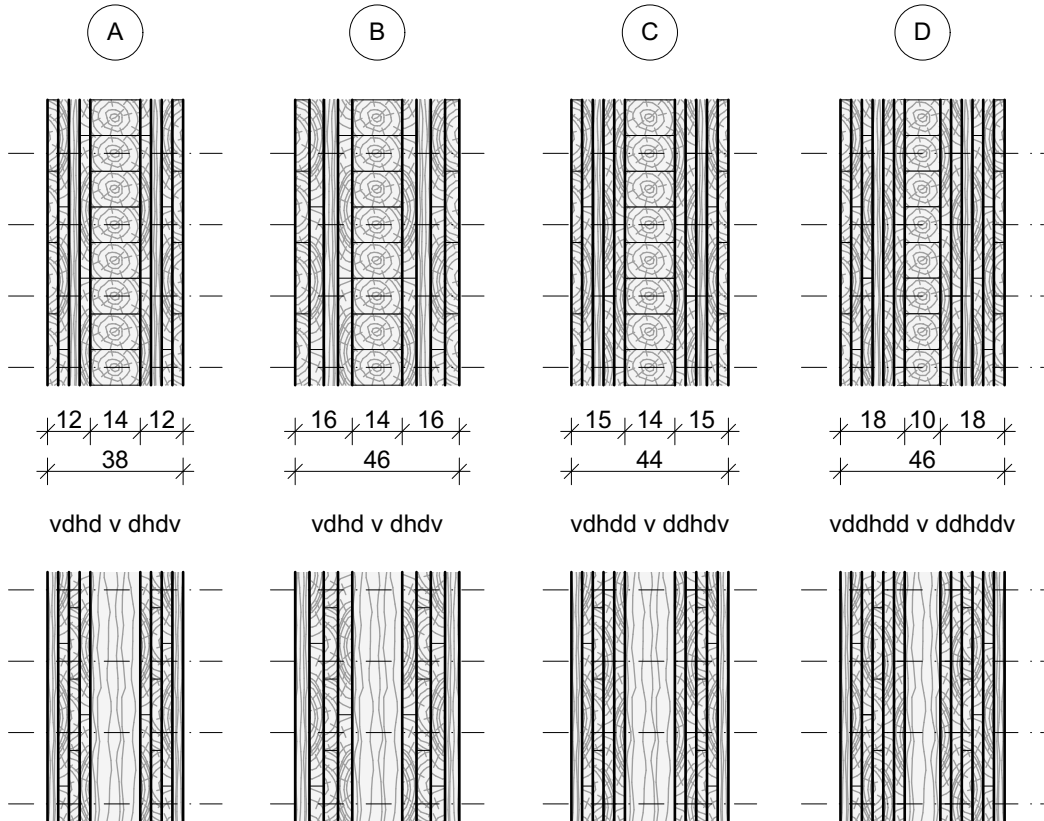 A B C D
12 14 12 16 14 16 15 14 15 18 10 18
38 46 44 46
vdhd v dhdv vdhd v dhdv vdhdd v ddhdv vddhdd v ddhddv